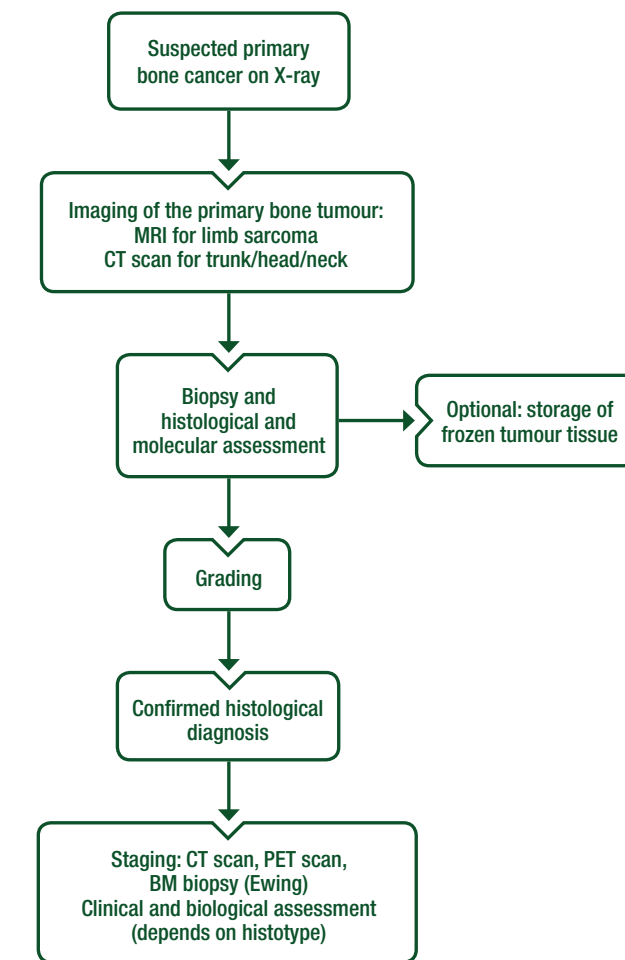 Suspected primary
bone cancer on X-ray
Imaging of the primary bone tumour:
MRI for limb sarcoma
CT scan for trunk/head/neck
Biopsy and
histological and
molecular assessment
Optional: storage of
frozen tumour tissue
Grading
Confirmed histological
diagnosis
Staging: CT scan, PET scan,
BM biopsy (Ewing)
Clinical and biological assessment
(depends on histotype)